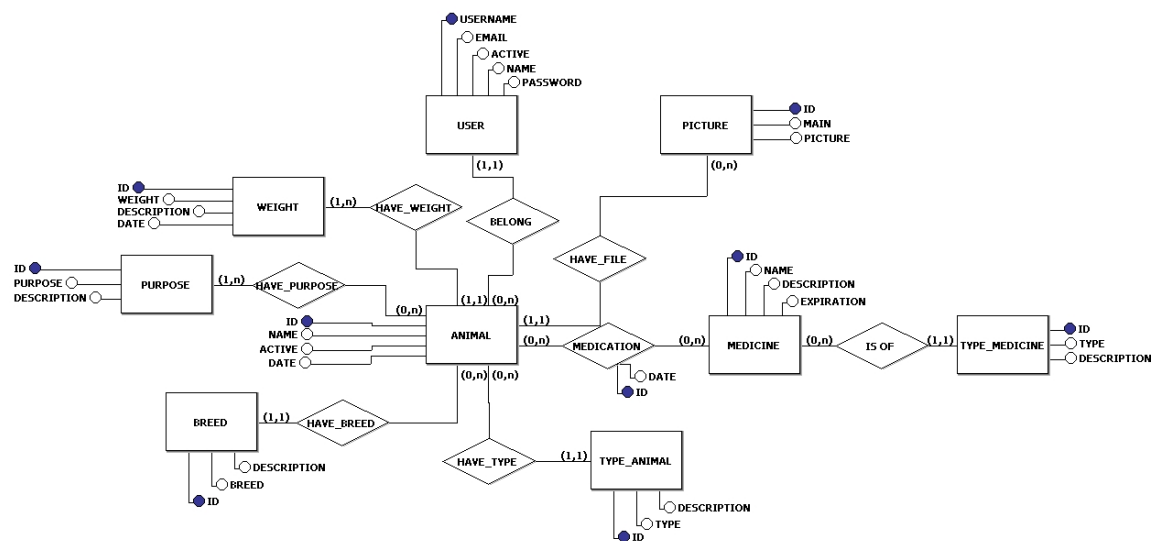 USERNAME
EMAIL
ACTIVE
NAME
PASSWORD
USER
(1,1)
ID
MAIN
PICTURE
PICTURE
(0,n)
ID
WEIGHT
DESCRIPTION
DATE
WEIGHT
(1,n)
HAVE_WEIGHT
BELONG
HAVE_FILE
ID
PURPOSE
DESCRIPTION
PURPOSE
(1,n)
HAVE_PURPOSE
(0,n)
(1,1)
(0,n)
ID
NAME
ACTIVE
DATE
ANIMAL
(1,1)
(0,n)
MEDICATION
DATE
ID
(0,n)
ID
NAME
DESCRIPTION
EXPIRATION
MEDICINE
(0,n)
IS OF
(1,1)
TYPE_MEDICINE
ID
TYPE
DESCRIPTION
(0,n)
(0,n)
BREED
(1,1)
HAVE_BREED
DESCRIPTION
BREED
ID
HAVE_TYPE
(1,1)
TYPE_ANIMAL
DESCRIPTION
TYPE
ID